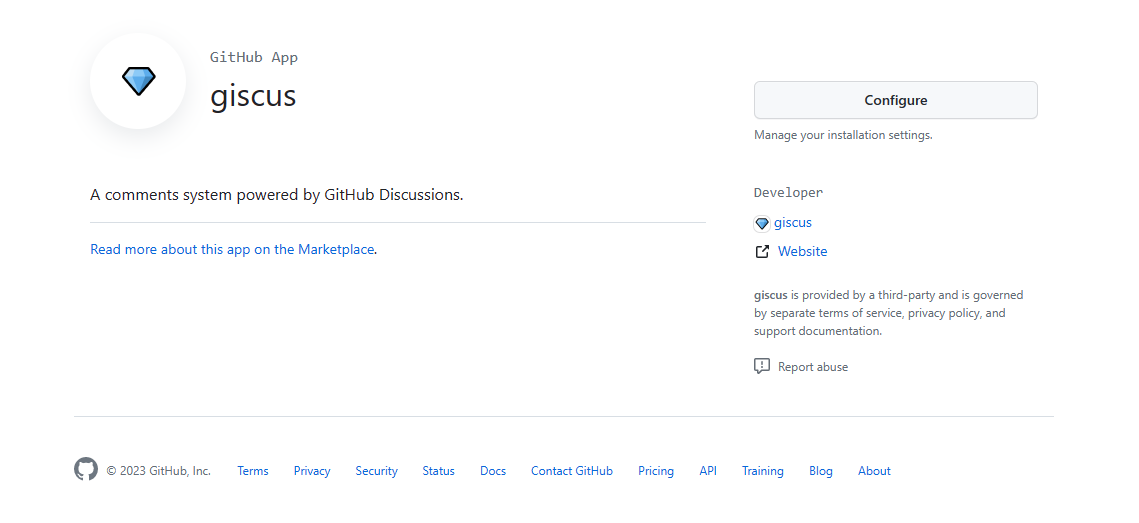 GitHub App
giscus
Configure
Manage your installation settings.
A comments system powered by GitHub Discussions.
Read more about this app on the Marketplace.
Developer
giscus
Website
giscus is provided by a third-party and is governed
by separate terms of service, privacy policy, and
support documentation.
Report abuse
© 2023 GitHub, Inc. Terms Privacy Security Status Docs Contact GitHub Pricing API Training Blog About